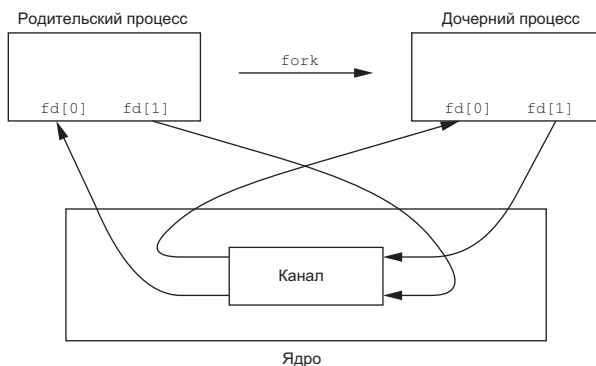 Родительский процесс
Дочерний процесс
fork
fd[0] fd[1]
fd[0] fd[1]
Канал
Ядро